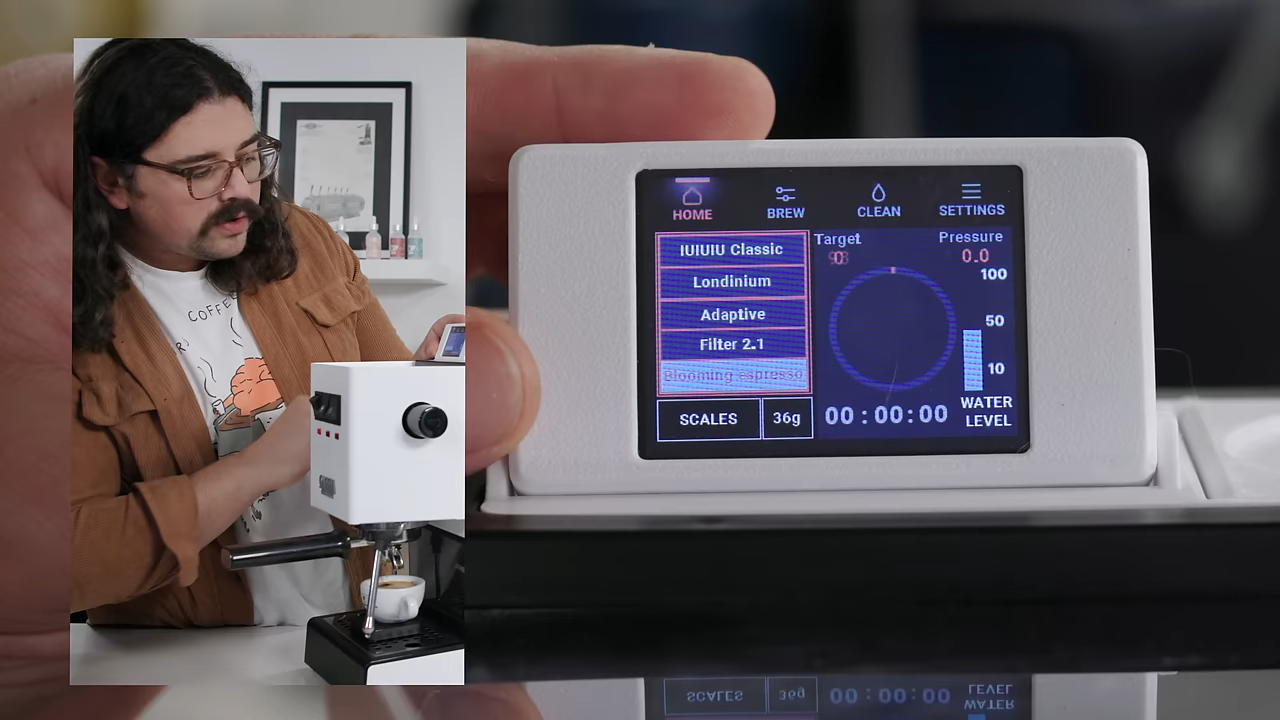 HOME
BREW
CLEAN
SETTINGS
IUIUIU Classic
Londinium
Adaptive
Filter 2.1
Blooming espresso
SCALES
36g
Target
Pressure
0.0
100
50
10
WATER
LEVEL
00:00:00
COFFEE